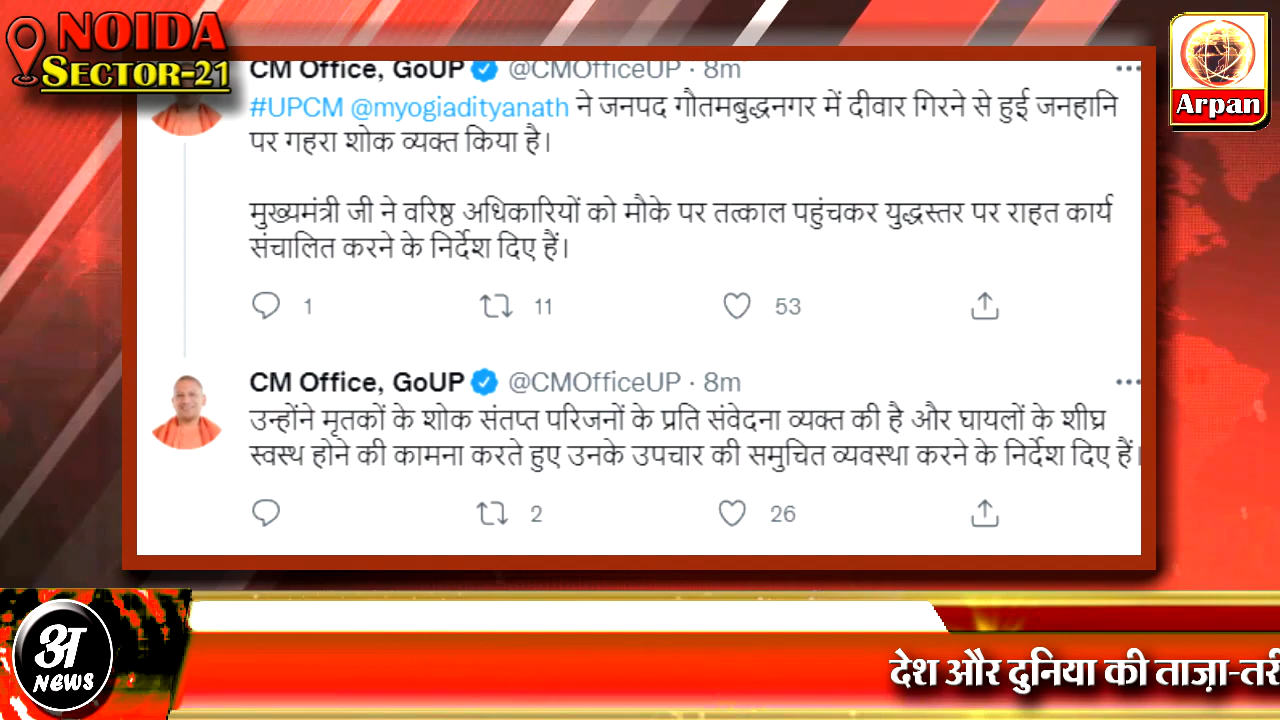 NOIDA
SECTOR-21
Arpan
CM Office, GoUP @CMOfficeUP · 8m
#UPCM @myogiadityanath ने जनपद गौतमबुद्धनगर में दीवार गिरने से हुई जनहानि
पर गहरा शोक व्यक्त किया है।
मुख्यमंत्री जी ने वरिष्ठ अधिकारियों को मौके पर तत्काल पहुंचकर युद्धस्तर पर राहत कार्य
संचालित करने के निर्देश दिए हैं।
1 11 53
CM Office, GoUP @CMOfficeUP · 8m
उन्होंने मृतकों के शोक संतप्त परिजनों के प्रति संवेदना व्यक्त की है और घायलों के शीघ्र
स्वस्थ होने की कामना करते हुए उनके उपचार की समुचित व्यवस्था करने के निर्देश दिए हैं।
2 26
अ
NEWS
देश और दुनिया की ताज़ा-तरी